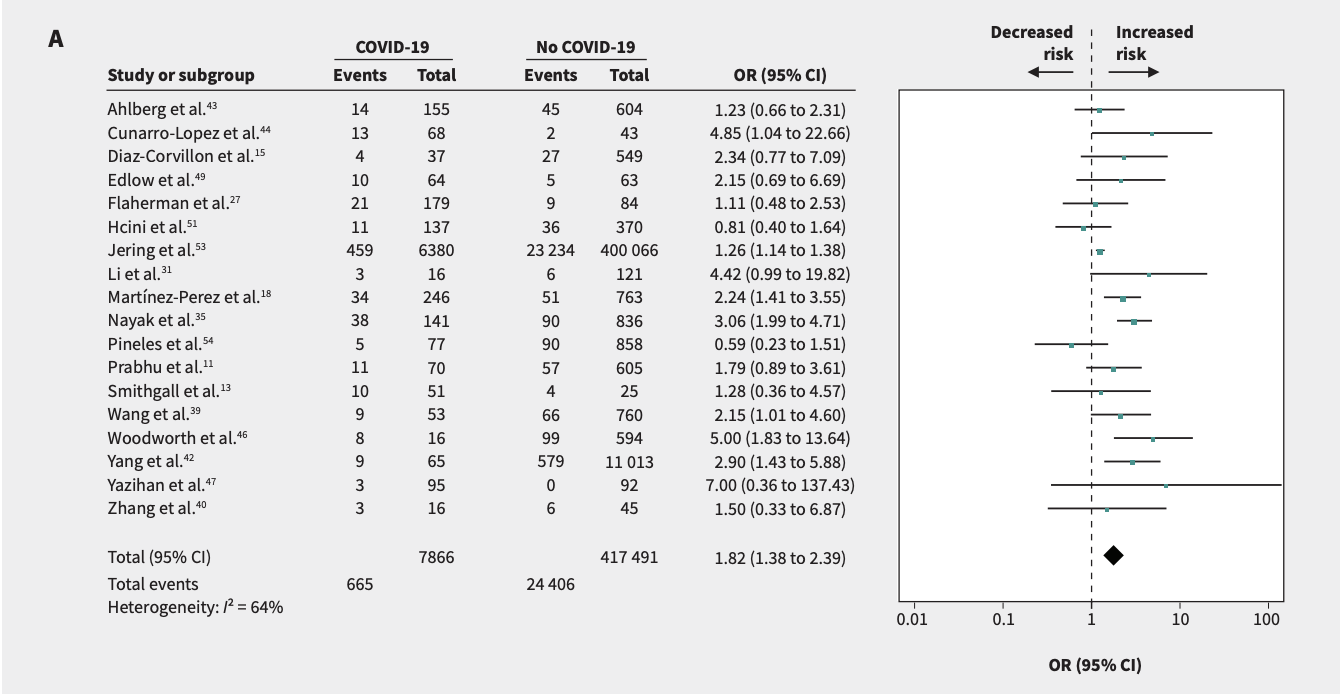 A
Decreased risk
Increased risk
COVID-19 No COVID-19
Study or subgroup Events Total Events Total OR (95% CI)
Ahlberg et al.43 14 155 45 604 1.23 (0.66 to 2.31)
Cunarro-Lopez et al.44 13 68 2 43 4.85 (1.04 to 22.66)
Diaz-Corvillon et al.15 4 37 27 549 2.34 (0.77 to 7.09)
Edlow et al.49 10 64 5 63 2.15 (0.69 to 6.69)
Flaherman et al.27 21 179 9 84 1.11 (0.48 to 2.53)
Hcini et al.51 11 137 36 370 0.81 (0.40 to 1.64)
Jering et al.53 459 6380 23 234 400 066 1.26 (1.14 to 1.38)
Li et al.31 3 16 6 121 4.42 (0.99 to 19.82)
Martínez-Perez et al.18 34 246 51 763 2.24 (1.41 to 3.55)
Nayak et al.35 38 141 90 836 3.06 (1.99 to 4.71)
Pineles et al.54 5 77 90 858 0.59 (0.23 to 1.51)
Prabhu et al.11 11 70 57 605 1.79 (0.89 to 3.61)
Smithgall et al.13 10 51 4 25 1.28 (0.36 to 4.57)
Wang et al.39 9 53 66 760 2.15 (1.01 to 4.60)
Woodworth et al.46 8 16 99 594 5.00 (1.83 to 13.64)
Yang et al.42 9 65 579 11 013 2.90 (1.43 to 5.88)
Yazihan et al.47 3 95 0 92 7.00 (0.36 to 137.43)
Zhang et al.40 3 16 6 45 1.50 (0.33 to 6.87)
Total (95% CI) 7866 417 491 1.82 (1.38 to 2.39)
Total events 665 24 406
Heterogeneity: I² = 64%
0.01 0.1 1 10 100
OR (95% CI)